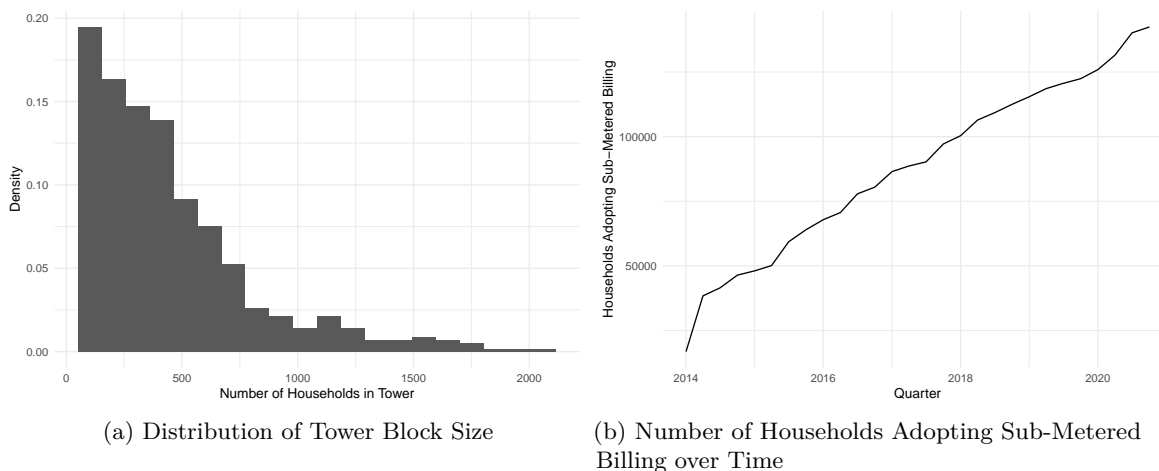 0.20
0.15
0.10
0.05
0.00
Density
0 500 1000 1500 2000
Number of Households in Tower
(a) Distribution of Tower Block Size
100000
50000
Households Adopting Sub−Metered Billing
2014 2016 2018 2020
Quarter
(b) Number of Households Adopting Sub-Metered
Billing over Time